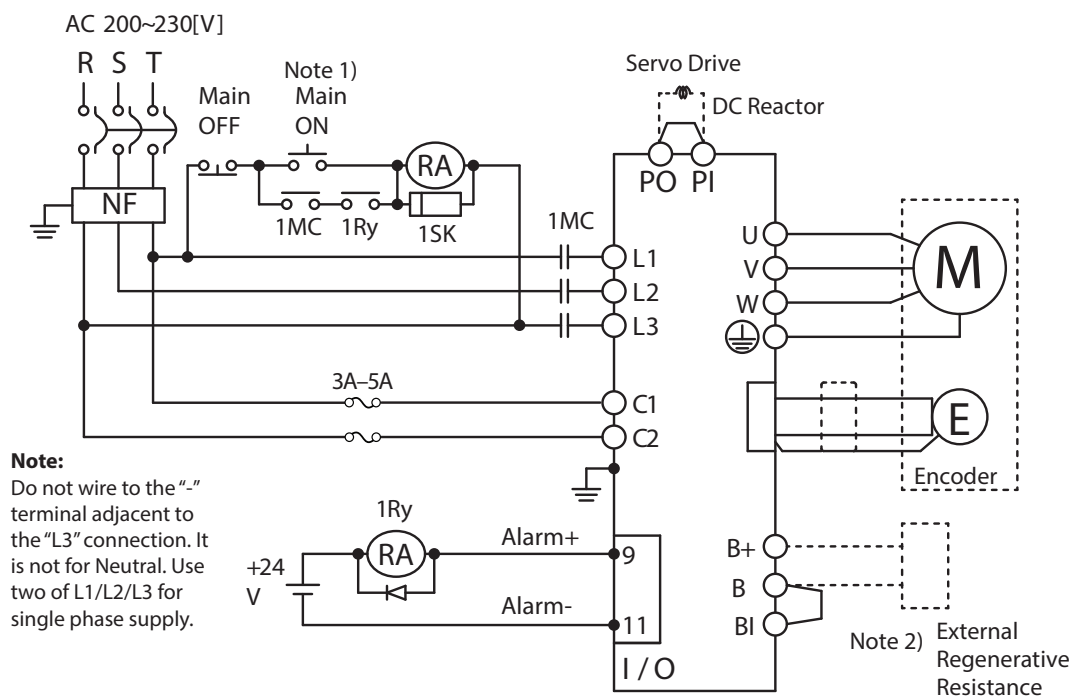 AC 200~230[V]
R S T
Note 1)
Main
OFF
Main
ON
Servo Drive
DC Reactor
RA
PO PI
NF
1MC 1Ry 1SK
1MC
L1
L2
L3
U
V
W
M
3A–5A
C1
C2
E
Encoder
Note:
Do not wire to the “-”
terminal adjacent to
the “L3” connection. It
is not for Neutral. Use
two of L1/L2/L3 for
single phase supply.
1Ry
RA
+24
V
Alarm+
9
Alarm-
11
I / O
B+
B
BI
Note 2)
External
Regenerative
Resistance